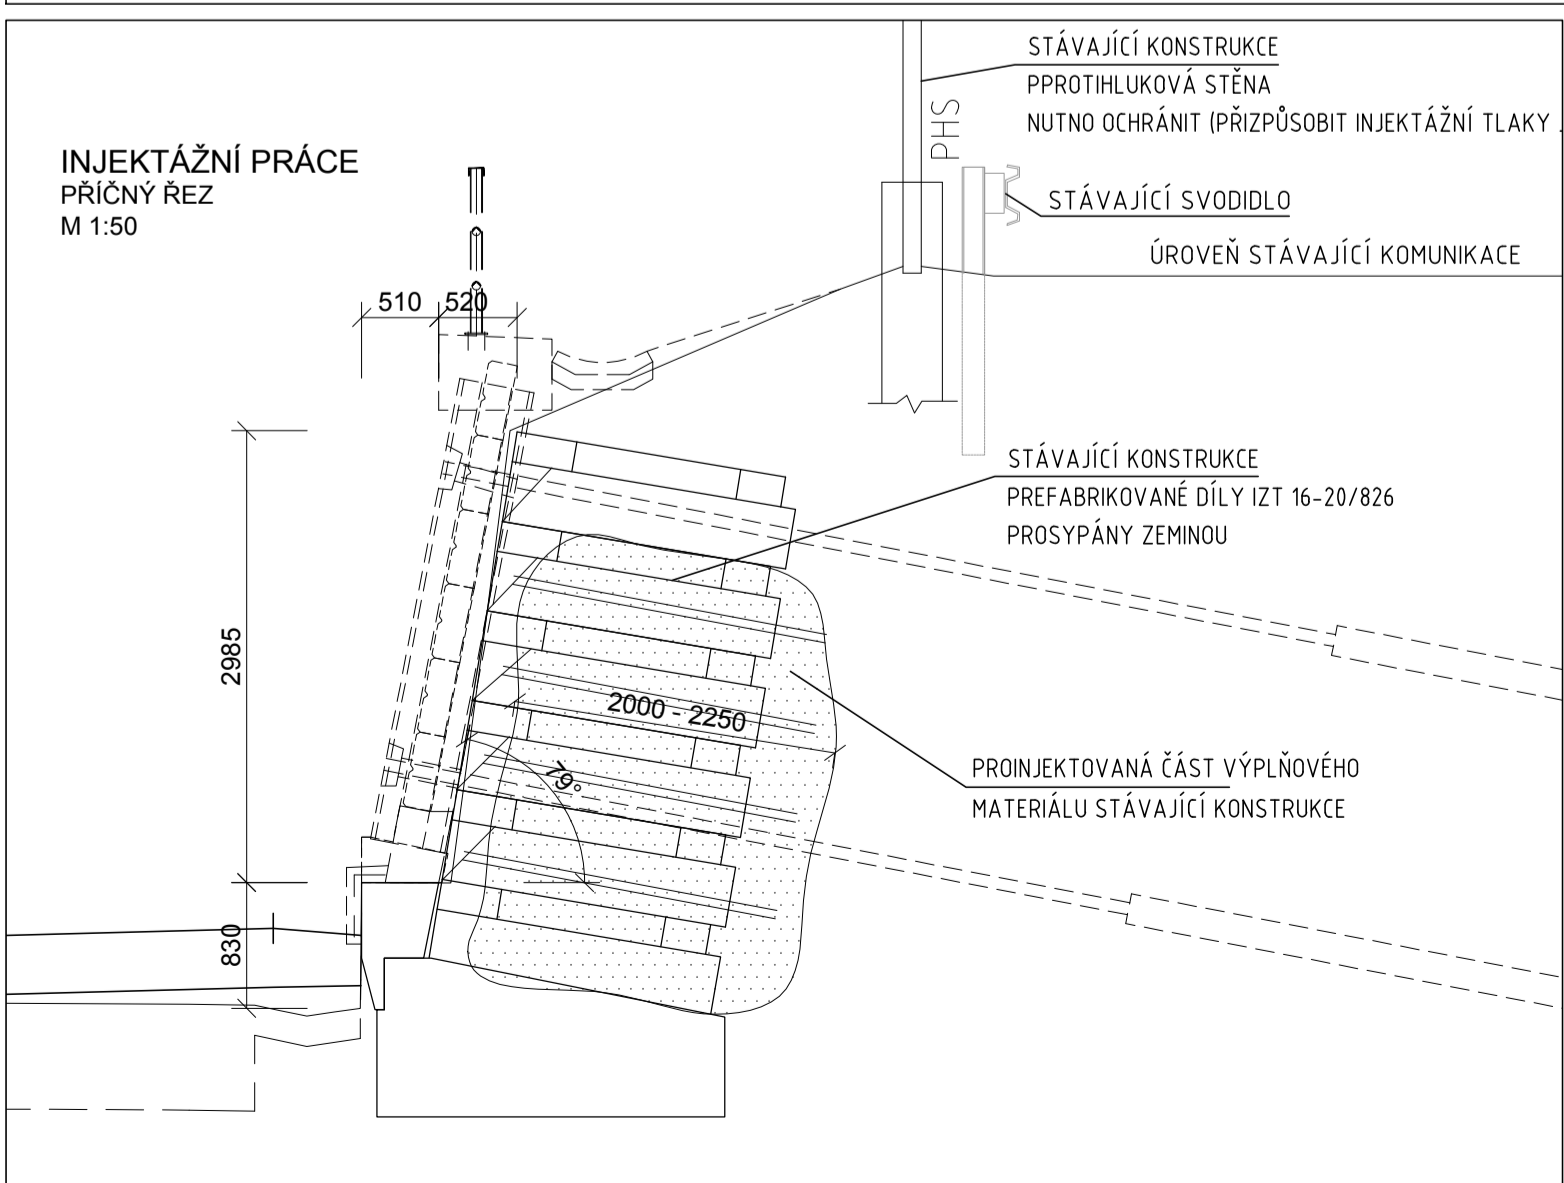 INJEKTÁŽNÍ PRÁCE
PŘÍČNÝ ŘEZ
M 1:50
STÁVAJÍCÍ KONSTRUKCE
PPROTIHLUKOVÁ STĚNA
NUTNO OCHRÁNIT (PŘIZPŮSOBIT INJEKTÁŽNÍ TLAKY
PHS
STÁVAJÍCÍ SVODIDLO
ÚROVEŇ STÁVAJÍCÍ KOMUNIKACE
510
520
STÁVAJÍCÍ KONSTRUKCE
PREFABRIKOVANÉ DÍLY IZT 16-20/826
PROSYPÁNY ZEMINOU
2985
2000 - 2250
79°
PROINJEKTOVANÁ ČÁST VÝPLŇOVÉHO
MATERIÁLU STÁVAJÍCÍ KONSTRUKCE
830